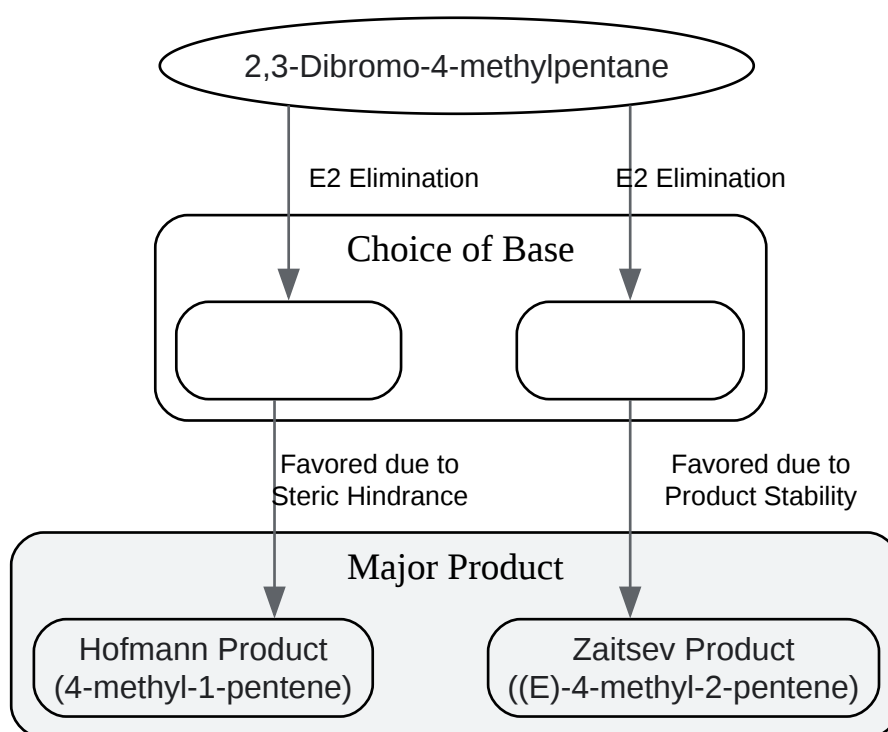 2,3-Dibromo-4-methylpentane
E2 Elimination
E2 Elimination
Choice of Base
Favored due to
Steric Hindrance
Favored due to
Product Stability
Major Product
Hofmann Product
(4-methyl-1-pentene)
Zaitsev Product
((E)-4-methyl-2-pentene)